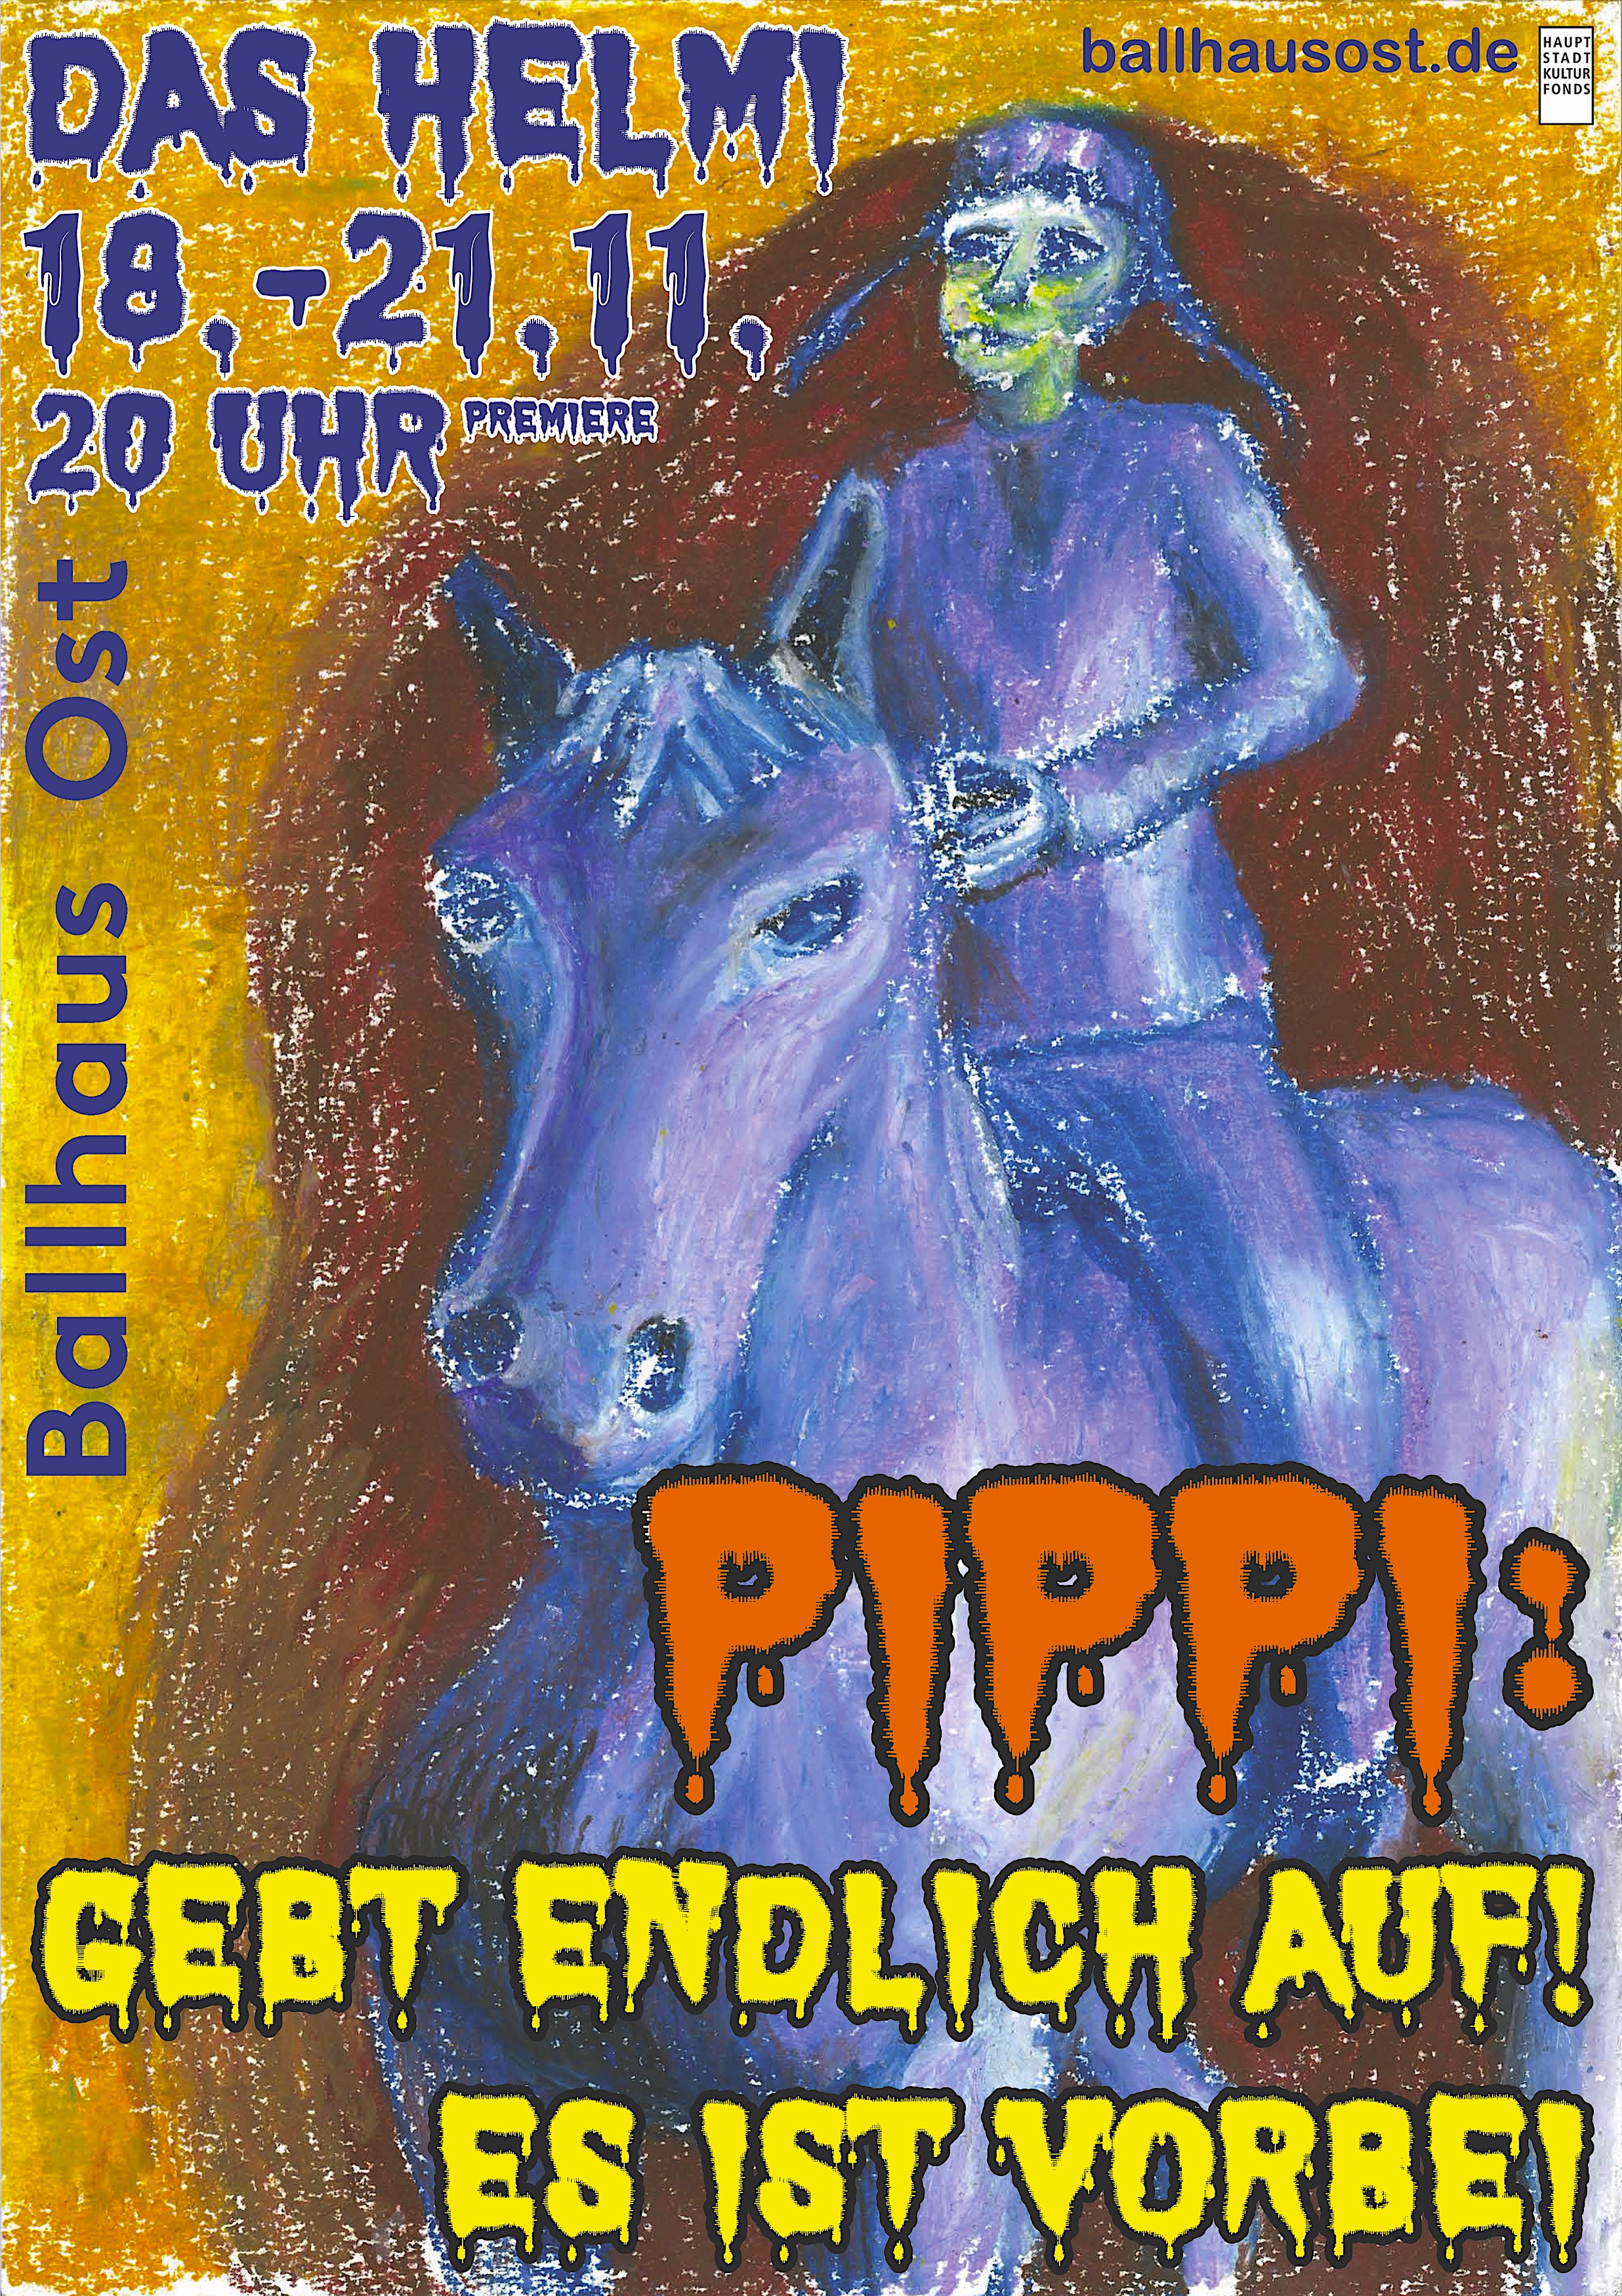 DAS HELMI
18.-21.11.
20 UHR PREMIERE
ballhausost.de
HAUPT
STADT
KULTUR
FONDS
Ballhaus Ost
PIPPI:
GEBT ENDLICH AUF!
ES IST VORBEI